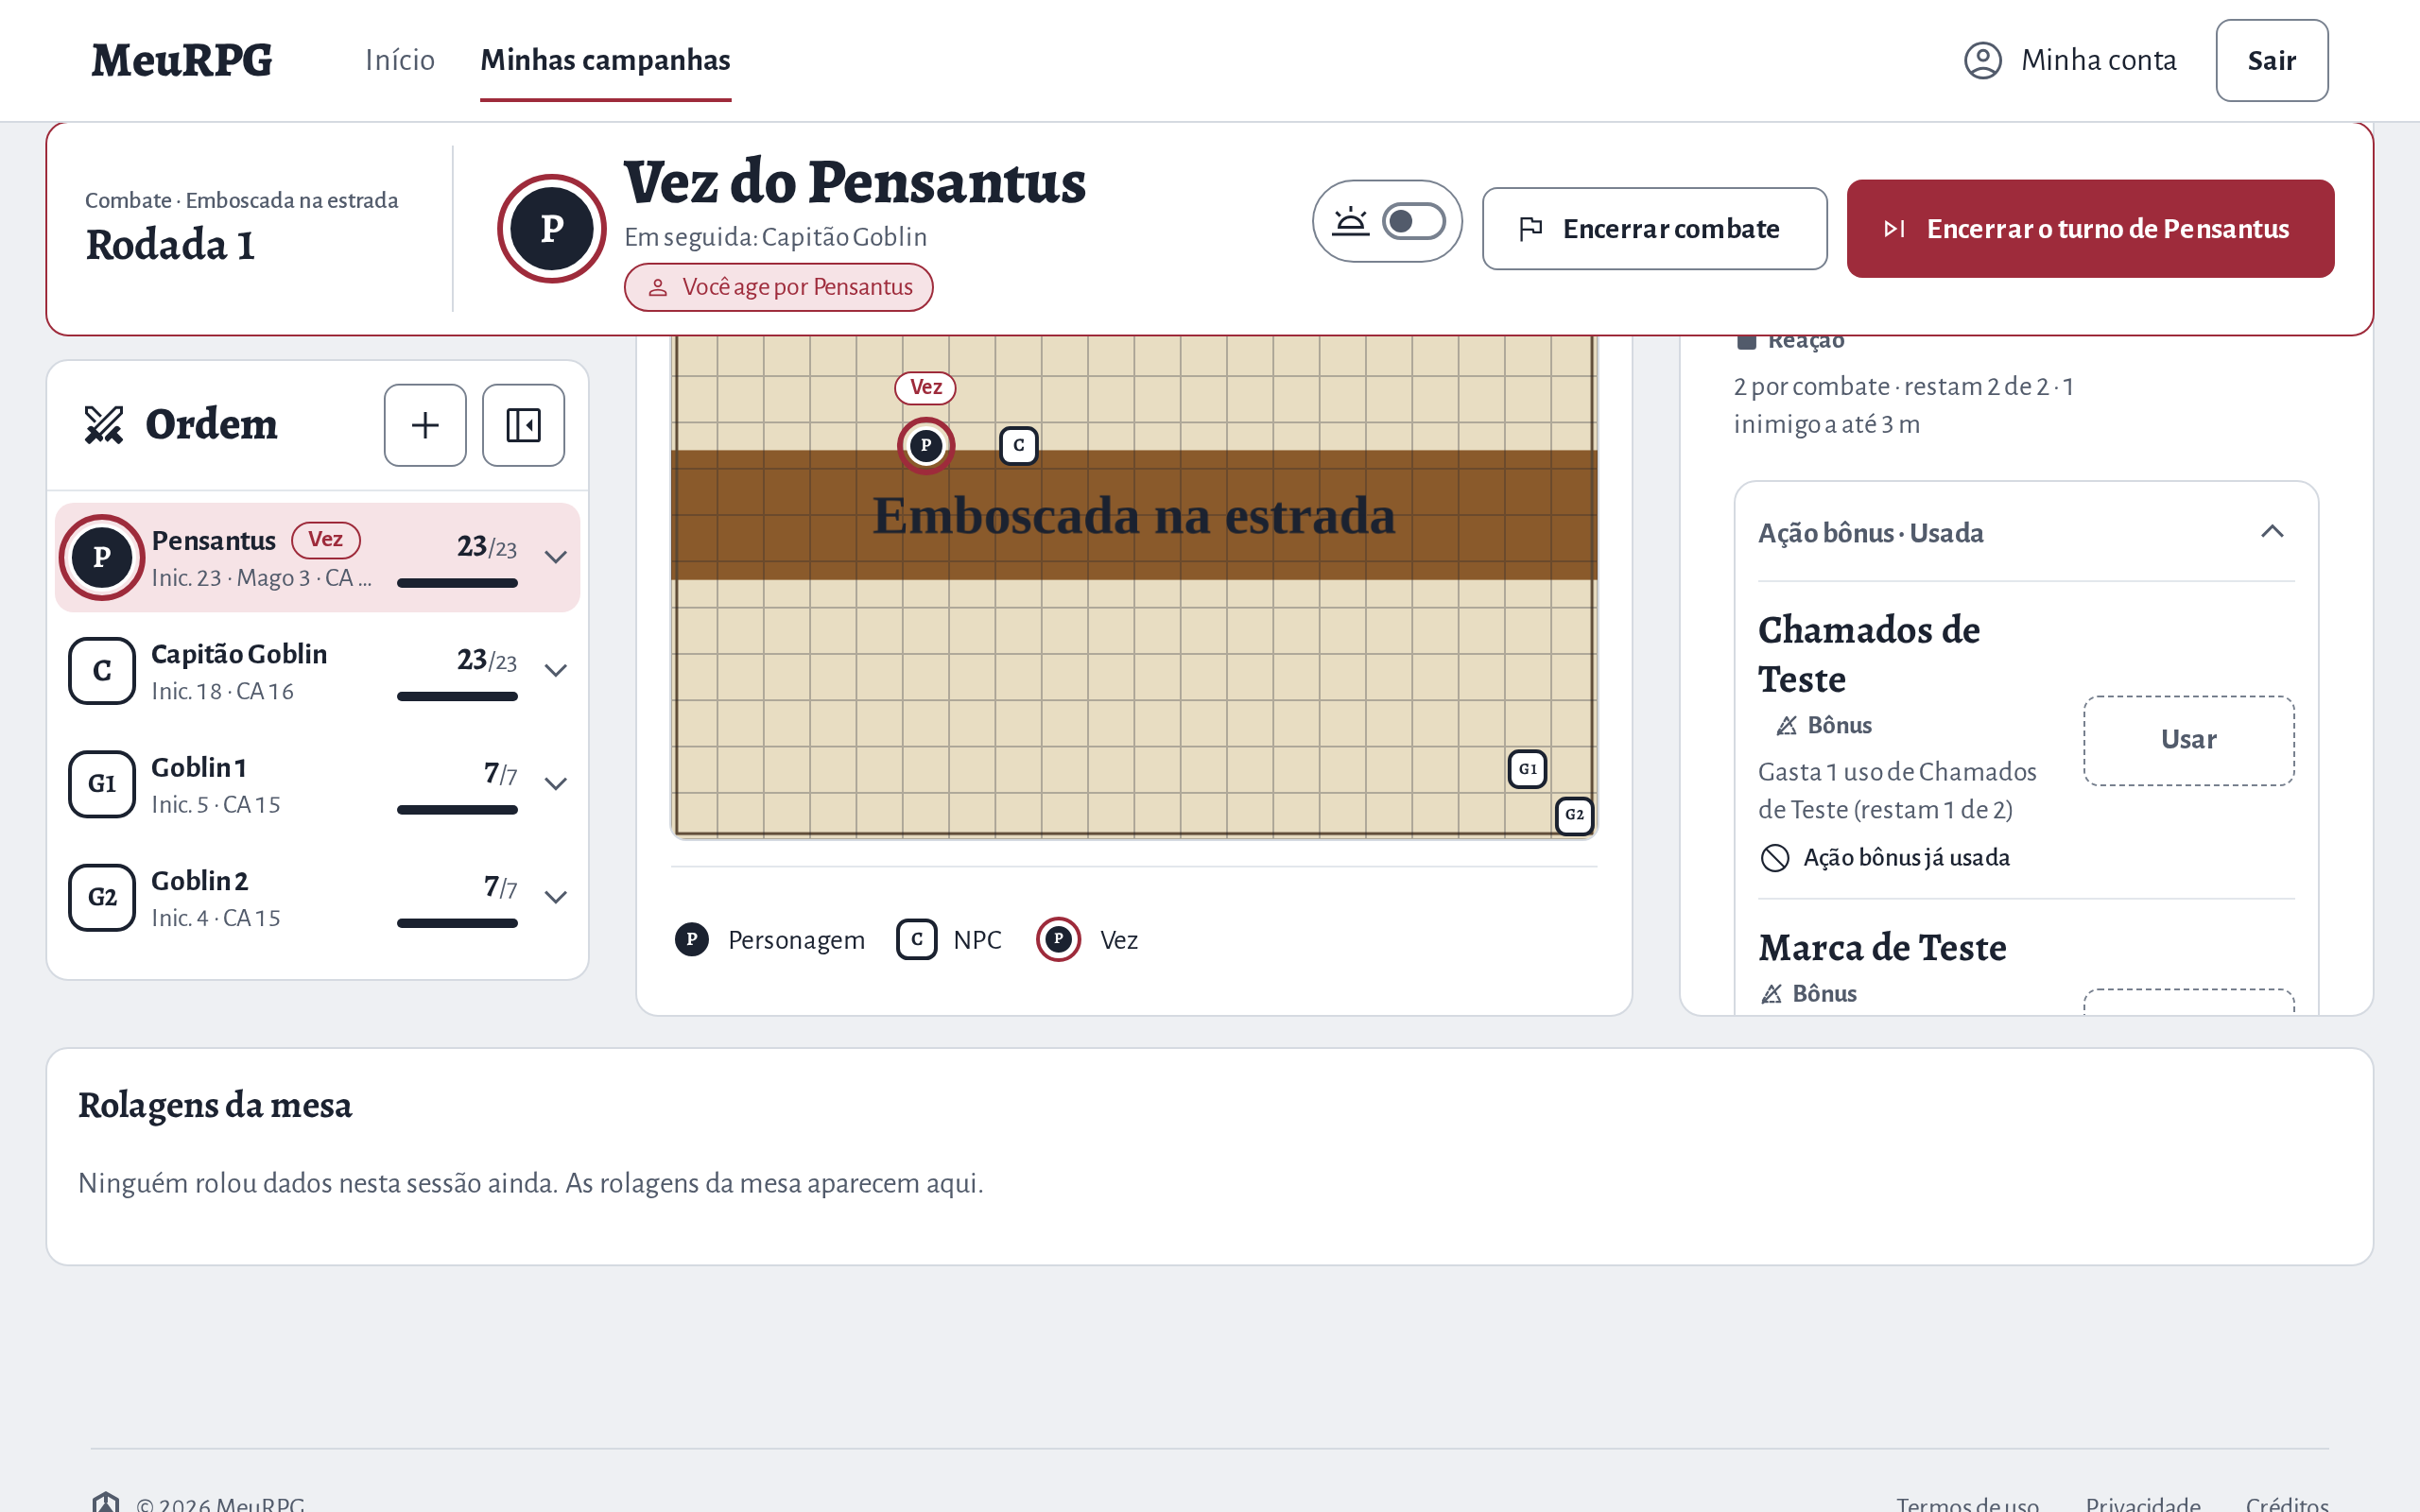 MeuRPG
Início
Minhas campanhas
Minha conta
Sair
Combate · Emboscada na estrada
Rodada 1
P
Vez do Pensantus
Em seguida: Capitão Goblin
Você age por Pensantus
Encerrar combate
Encerrar o turno de Pensantus
Ordem
P
Pensantus
Vez
23/23
Inic. 23 · Mago 3 · CA ...
C
Capitão Goblin
23/23
Inic. 18 · CA 16
G1
Goblin 1
7/7
Inic. 5 · CA 15
G2
Goblin 2
7/7
Inic. 4 · CA 15
Vez
P
C
Emboscada na estrada
G1
G2
P
Personagem
C
NPC
P
Vez
Reação
2 por combate · restam 2 de 2 · 1
inimigo a até 3 m
Ação bônus · Usada
Chamados de
Teste
Bônus
Gasta 1 uso de Chamados
de Teste (restam 1 de 2)
Ação bônus já usada
Usar
Marca de Teste
Bônus
Rolagens da mesa
Ninguém rolou dados nesta sessão ainda. As rolagens da mesa aparecem aqui.
© 2026 MeuRPG
Termos de uso
Privacidade
Créditos